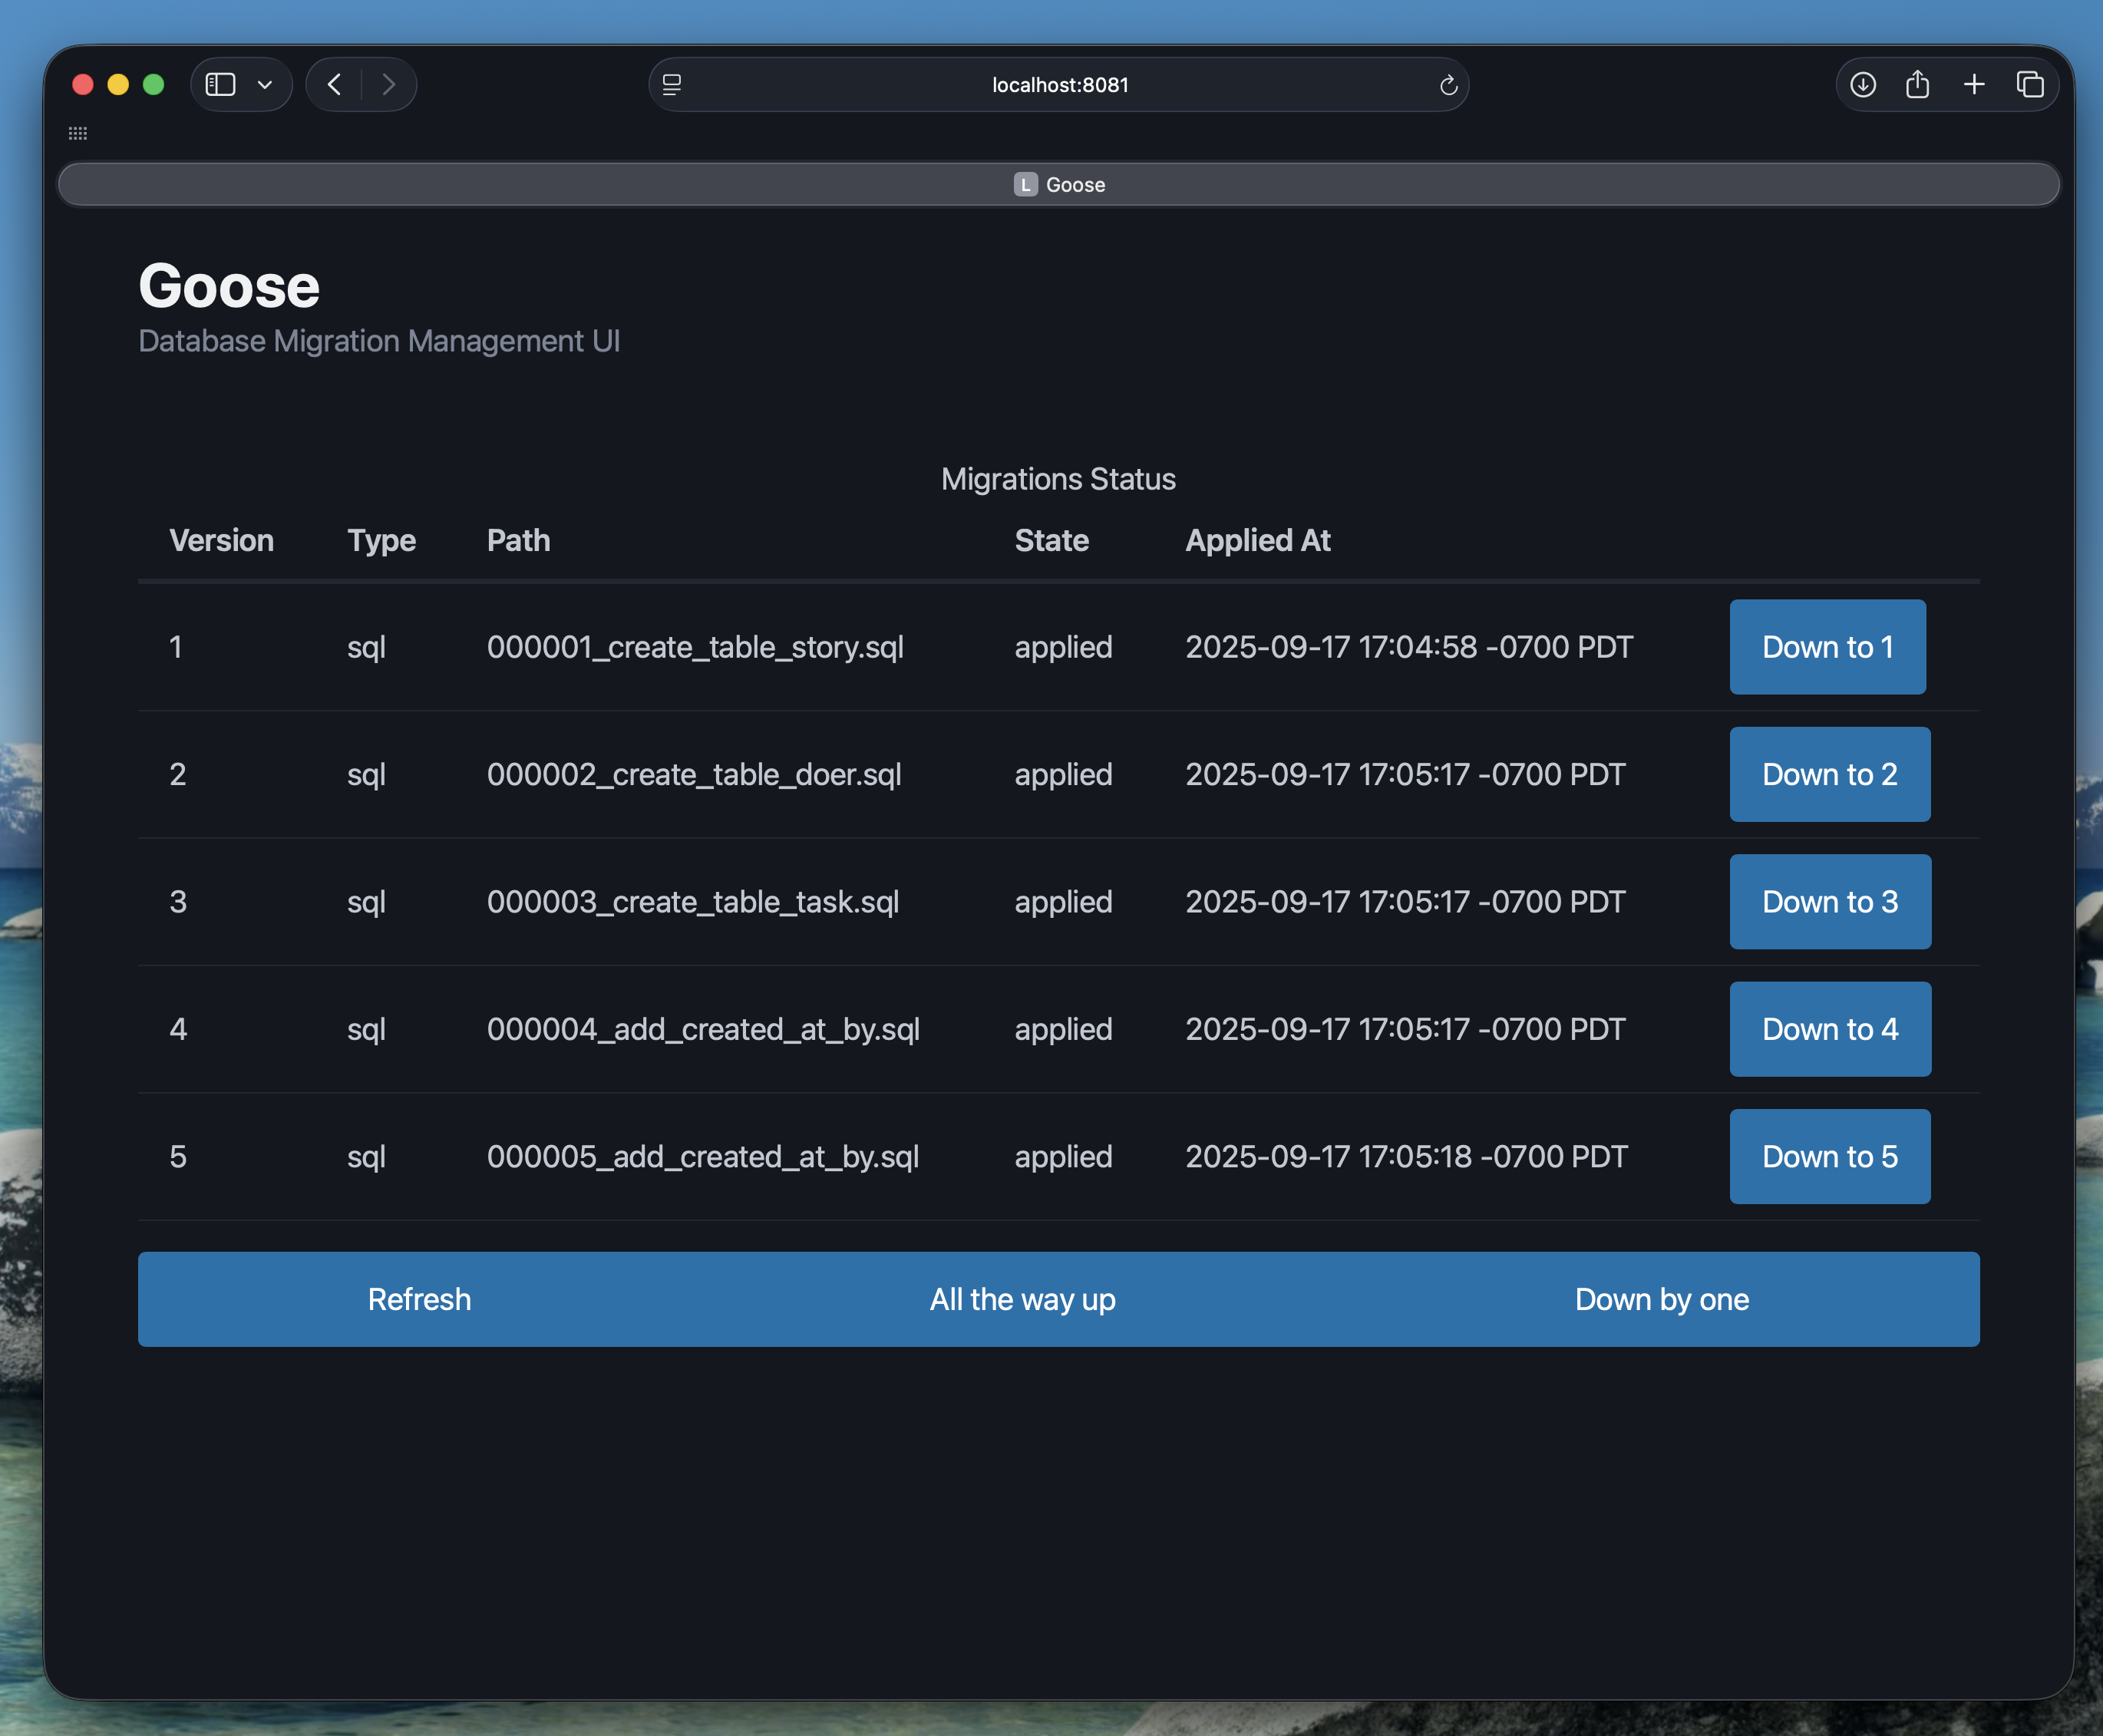 localhost:8081
L Goose
Goose
Database Migration Management UI
Migrations Status
Version Type Path State Applied At
1 sql 000001_create_table_story.sql applied 2025-09-17 17:04:58 -0700 PDT Down to 1
2 sql 000002_create_table_doer.sql applied 2025-09-17 17:05:17 -0700 PDT Down to 2
3 sql 000003_create_table_task.sql applied 2025-09-17 17:05:17 -0700 PDT Down to 3
4 sql 000004_add_created_at_by.sql applied 2025-09-17 17:05:17 -0700 PDT Down to 4
5 sql 000005_add_created_at_by.sql applied 2025-09-17 17:05:18 -0700 PDT Down to 5
Refresh All the way up Down by one